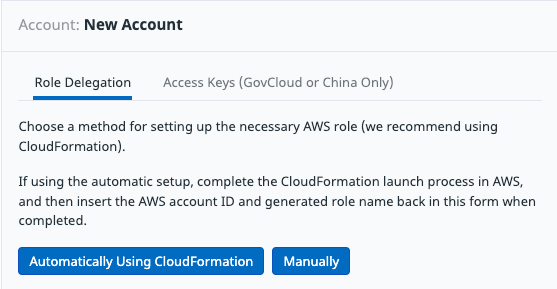 Account: New Account
Role Delegation Access Keys (GovCloud or China Only)
Choose a method for setting up the necessary AWS role (we recommend using
CloudFormation).
If using the automatic setup, complete the CloudFormation launch process in AWS,
and then insert the AWS account ID and generated role name back in this form when
completed.
Automatically Using CloudFormation Manually